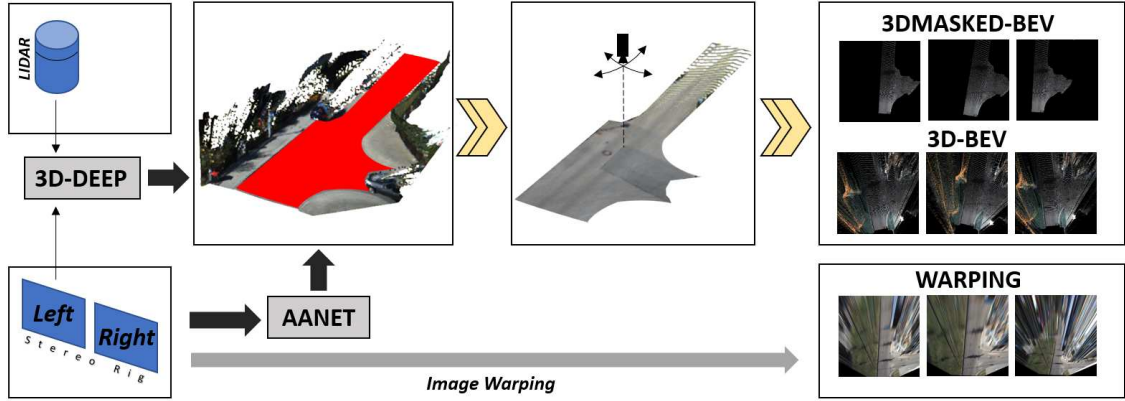 LIDAR
3D-DEEP
Left
Right
Stereo Rig
AANET
Image Warping
3DMASKED-BEV
3D-BEV
WARPING